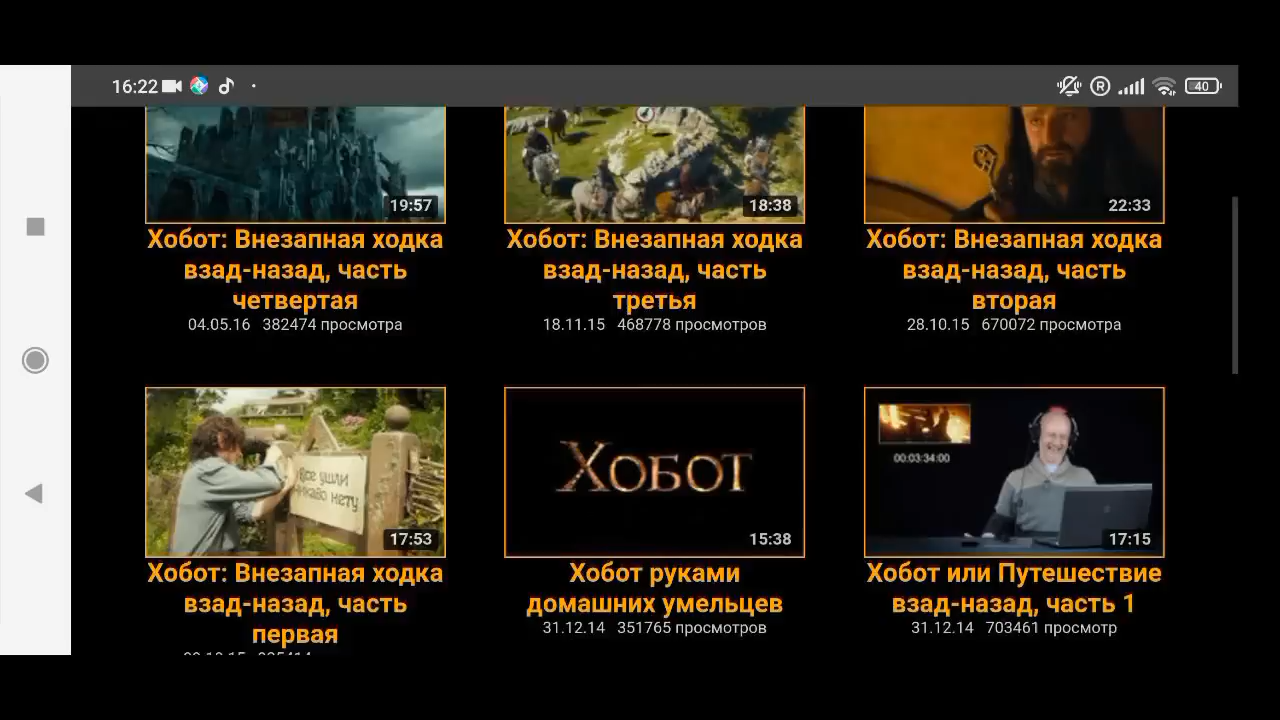 16:22
R
40
19:57
18:38
22:33
Хобот: Внезапная ходка
взад-назад, часть
четвертая
04.05.16 382474 просмотра
Хобот: Внезапная ходка
взад-назад, часть
третья
18.11.15 468778 просмотров
Хобот: Внезапная ходка
взад-назад, часть
вторая
28.10.15 670072 просмотра
Все ушли
никаво нету
17:53
Хобот
15:38
00:03:34:00
17:15
Хобот: Внезапная ходка
взад-назад, часть
первая
Хобот руками
домашних умельцев
31.12.14 351765 просмотров
Хобот или Путешествие
взад-назад, часть 1
31.12.14 703461 просмотр